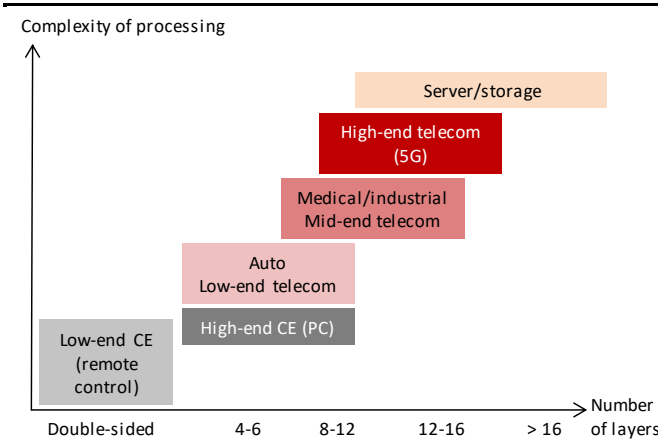 Complexity of processing
Server/storage
High-end telecom
(5G)
Medical/industrial
Mid-end telecom
Auto
Low-end telecom
High-end CE (PC)
Low-end CE
(remote
control)
Number
of layers
Double-sided
4-6
8-12
12-16
> 16